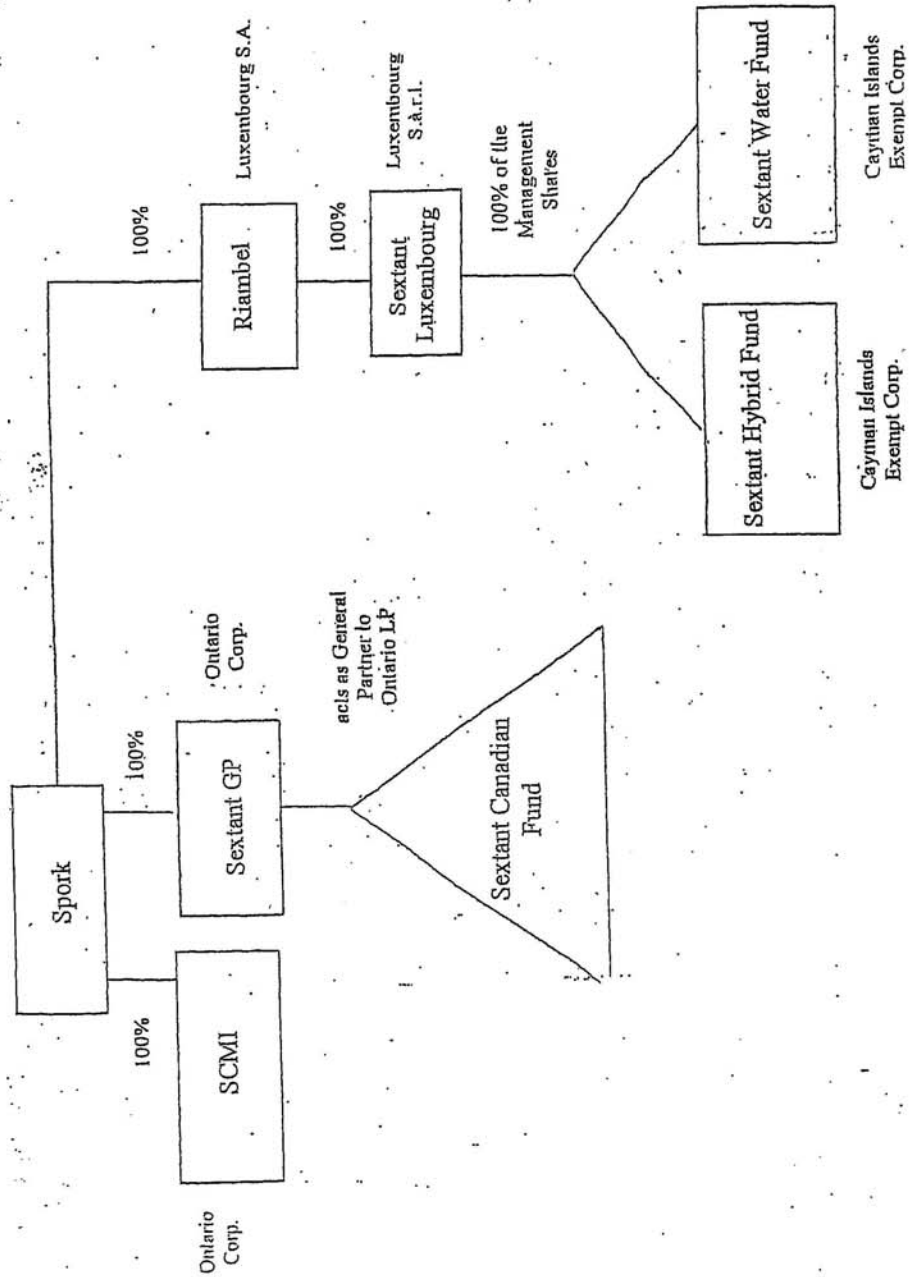 Spork
100%
100%
100%
Ontario
Corp.
SCMI
Sextant GP
Ontario
Corp.
Riambel
Luxembourg S.A.
100%
acts as General
Partner to
Ontario LP
Sextant
Luxembourg
Luxembourg
S.à.r.l.
Sextant Canadian
Fund
100% of the
Management
Shares
Sextant Hybrid Fund
Sextant Water Fund
Cayman Islands
Exempt Corp.
Cayman Islands
Exempt Corp.